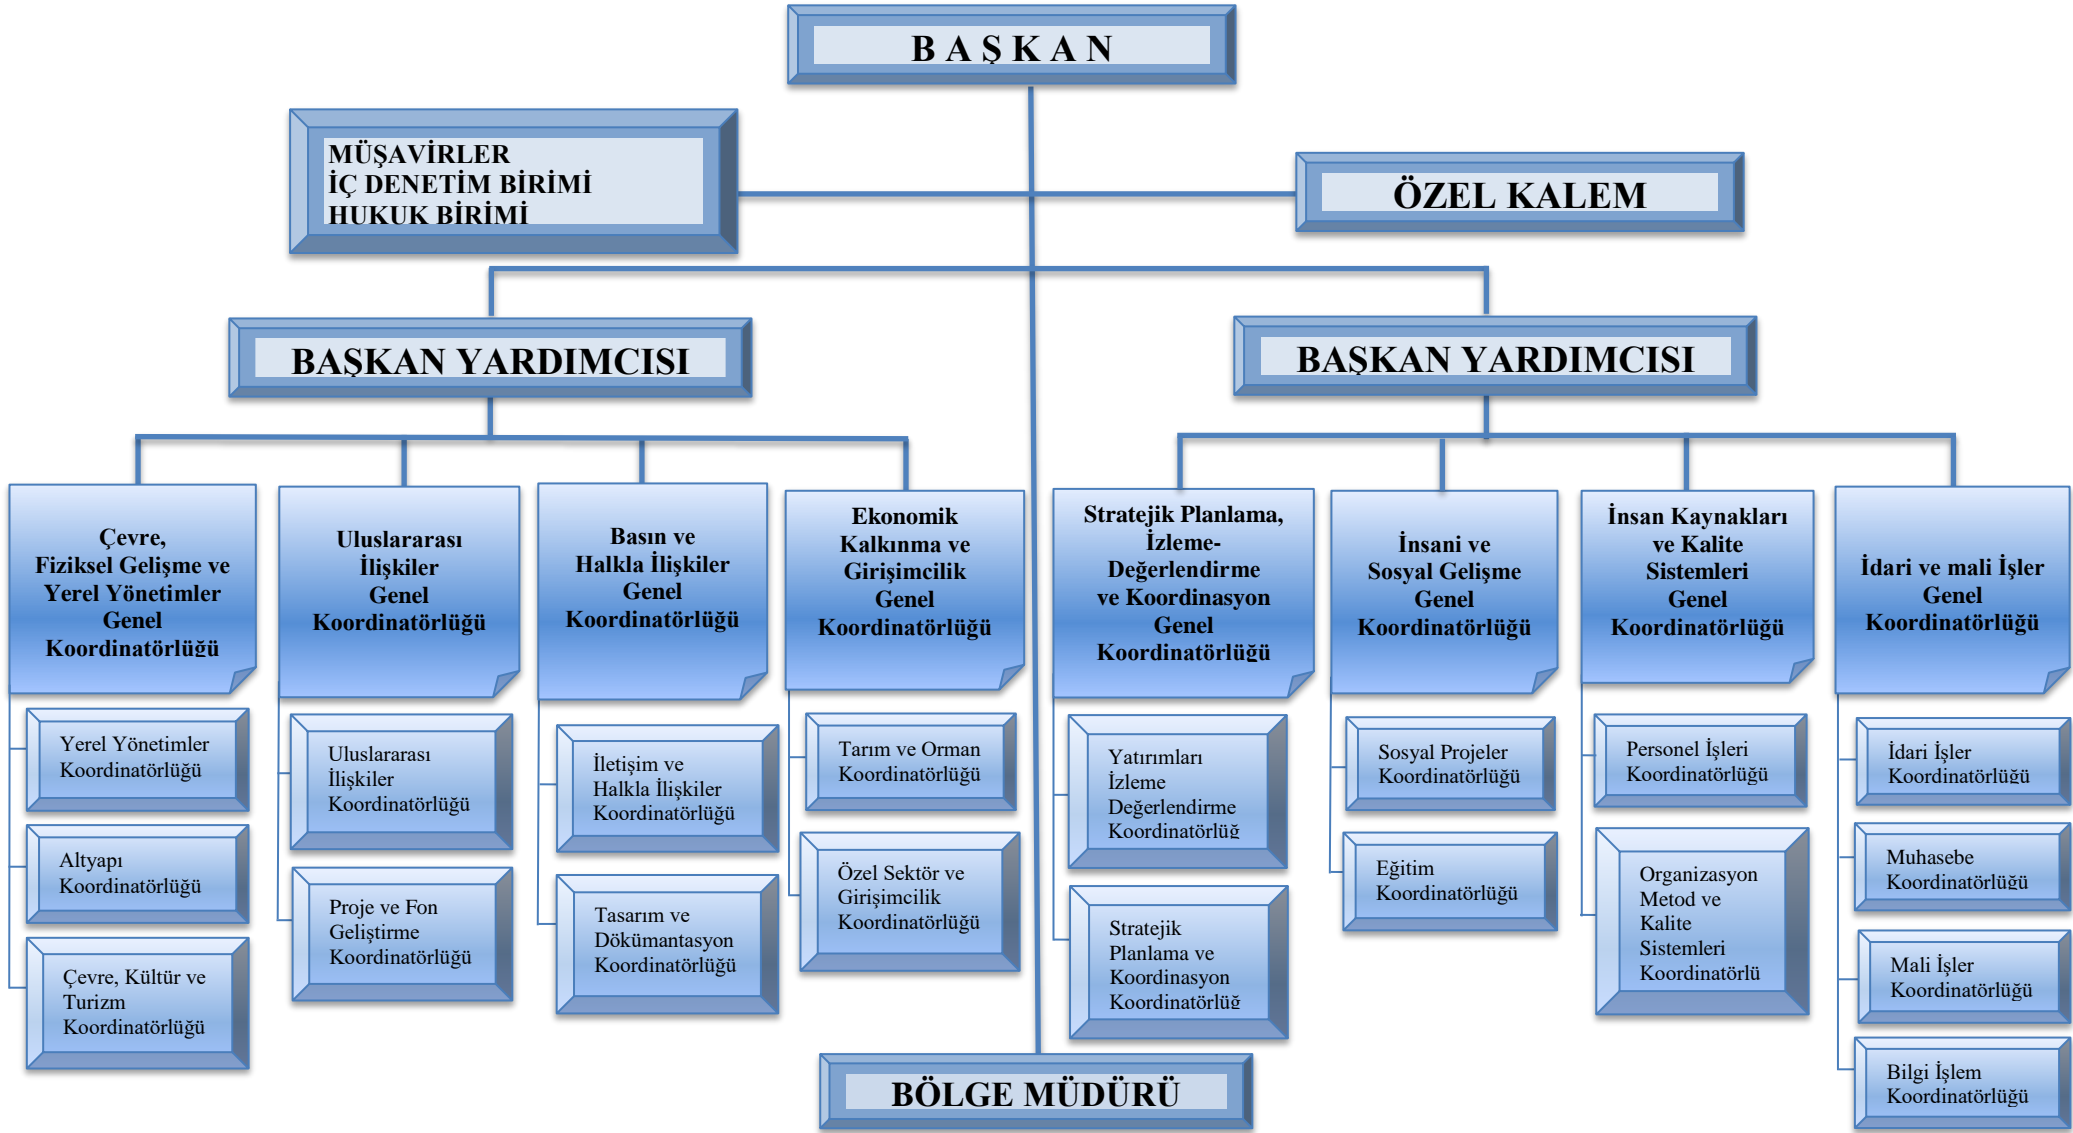 B A Ş K A N
MÜŞAVİRLER
İÇ DENETİM BİRİMİ
HUKUK BİRİMİ
ÖZEL KALEM
BAŞKAN YARDIMCISI
BAŞKAN YARDIMCISI
Çevre,
Fiziksel Gelişme ve
Yerel Yönetimler
Genel
Koordinatörlüğü
Uluslararası
İlişkiler
Genel
Koordinatörlüğü
Basın ve
Halkla İlişkiler
Genel
Koordinatörlüğü
Ekonomik
Kalkınma ve
Girişimcilik
Genel
Koordinatörlüğü
Stratejik Planlama,
İzleme-
Değerlendirme
ve Koordinasyon
Genel
Koordinatörlüğü
İnsani ve
Sosyal Gelişme
Genel
Koordinatörlüğü
İnsan Kaynakları
ve Kalite
Sistemleri
Genel
Koordinatörlüğü
İdari ve mali İşler
Genel
Koordinatörlüğü
Yerel Yönetimler
Koordinatörlüğü
Altyapı
Koordinatörlüğü
Çevre, Kültür ve
Turizm
Koordinatörlüğü
Uluslararası
İlişkiler
Koordinatörlüğü
Proje ve Fon
Geliştirme
Koordinatörlüğü
İletişim ve
Halkla İlişkiler
Koordinatörlüğü
Tasarım ve
Dökümantasyon
Koordinatörlüğü
Tarım ve Orman
Koordinatörlüğü
Özel Sektör ve
Girişimcilik
Koordinatörlüğü
Yatırımları
İzleme
Değerlendirme
Koordinatörlüğ
Stratejik
Planlama ve
Koordinasyon
Koordinatörlüğ
Sosyal Projeler
Koordinatörlüğü
Eğitim
Koordinatörlüğü
Personel İşleri
Koordinatörlüğü
Organizasyon
Metod ve
Kalite
Sistemleri
Koordinatörlü
İdari İşler
Koordinatörlüğü
Muhasebe
Koordinatörlüğü
Mali İşler
Koordinatörlüğü
Bilgi İşlem
Koordinatörlüğü
BÖLGE MÜDÜRÜ